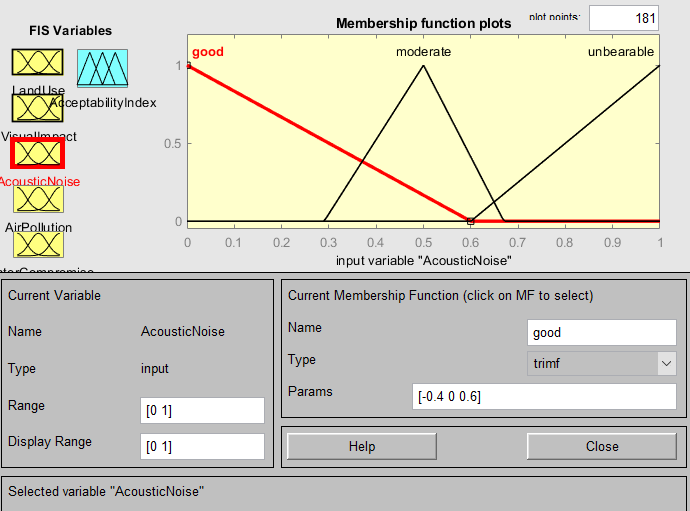 Membership function plots
plot points:
181
FIS Variables
LandUse
AcceptabilityIndex
VisualImpact
AcousticNoise
AirPollution
good
moderate
unbearable
1
0.5
0
0 0.1 0.2 0.3 0.4 0.5 0.6 0.7 0.8 0.9 1
input variable "AcousticNoise"
Current Variable
Name AcousticNoise
Type input
Range [0 1]
Display Range [0 1]
Current Membership Function (click on MF to select)
Name good
Type trimf
Params [-0.4 0 0.6]
Help Close
Selected variable "AcousticNoise"